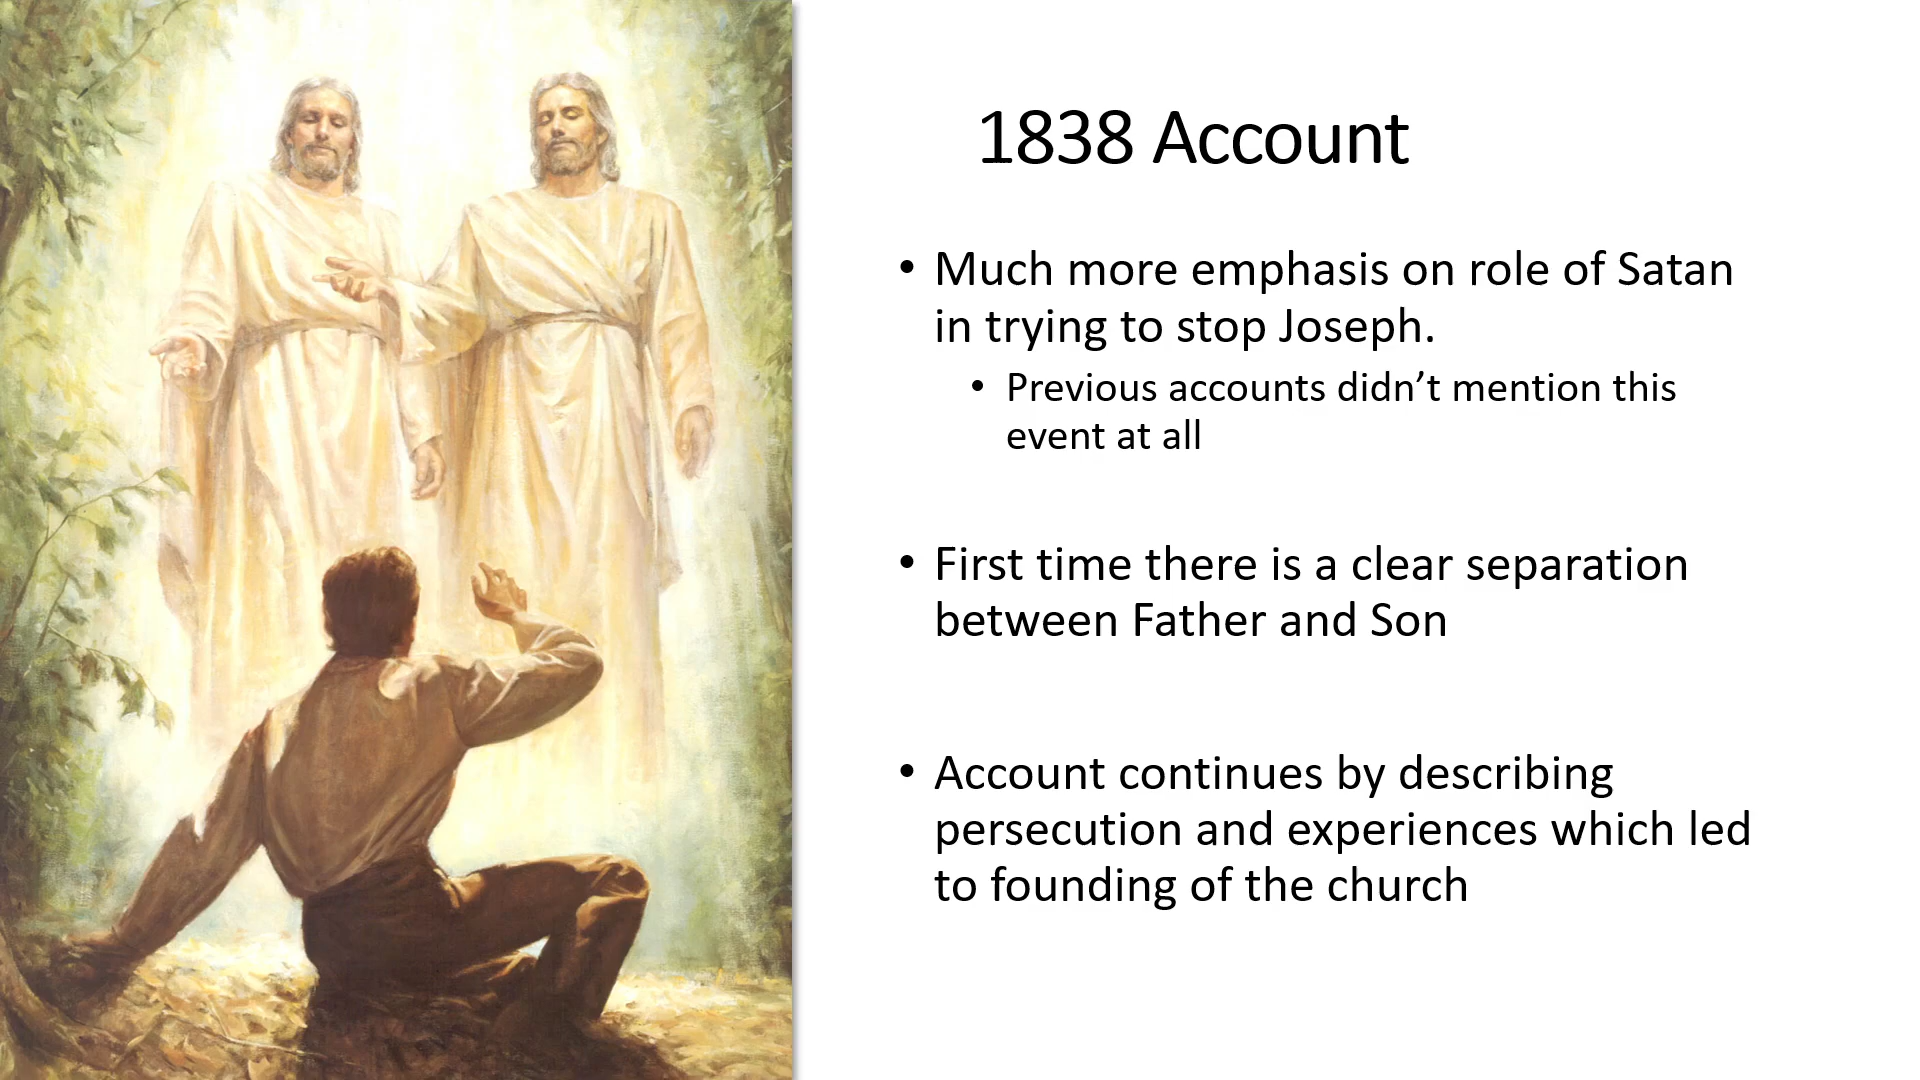 1838 Account
• Much more emphasis on role of Satan
in trying to stop Joseph.
• Previous accounts didn’t mention this
event at all
• First time there is a clear separation
between Father and Son
• Account continues by describing
persecution and experiences which led
to founding of the church